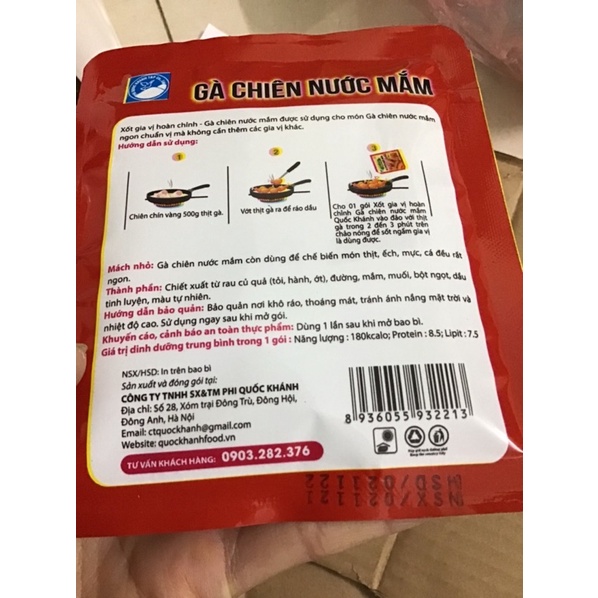 GÀ CHIÊN NƯỚC MẮM
Xốt gia vị hoàn chỉnh - Gà chiên nước mắm được sử dụng cho món Gà chiên nước mắm
ngon chuẩn vị mà không cần thêm các gia vị khác.
Hướng dẫn sử dụng:
1
2
3
Chiên chín vàng 500g thịt gà.
Vớt thịt gà ra để ráo dầu
Cho 01 gói Xốt gia vị hoàn
chỉnh Gà chiên nước mắm
Quốc Khánh vào đảo với thịt
gà trong 2 đến 3 phút trên
chảo nóng để sốt ngấm gia vị
là dùng được.
Mách nhỏ: Gà chiên nước mắm còn dùng để chế biến món thịt, ếch, mực, cá đều rất
ngon.
Thành phần: Chiết xuất từ rau củ quả (tỏi, hành, ớt), đường, mắm, muối, bột ngọt, dầu
tinh luyện, màu tự nhiên.
Hướng dẫn bảo quản: Bảo quản nơi khô ráo, thoáng mát, tránh ánh nắng mặt trời và
nhiệt độ cao. Sử dụng ngay sau khi mở gói.
Khuyến cáo, cảnh báo an toàn thực phẩm: Dùng 1 lần sau khi mở bao bì.
Giá trị dinh dưỡng trung bình trong 1 gói : Năng lượng : 180kcalo; Protein : 8.5; Lipit : 7.5
NSX/HSD: In trên bao bì
Sản xuất và đóng gói tại:
CÔNG TY TNHH SX&TM PHI QUỐC KHÁNH
Địa chỉ: Số 28, Xóm trại Đông Trù, Đông Hội,
Đông Anh, Hà Nội
Email: ctquockhanh@gmail.com
Website: quockhanhfood.vn
TƯ VẤN KHÁCH HÀNG: 0903.282.376
8 936055 932213
NSX/021121
HSD/021122